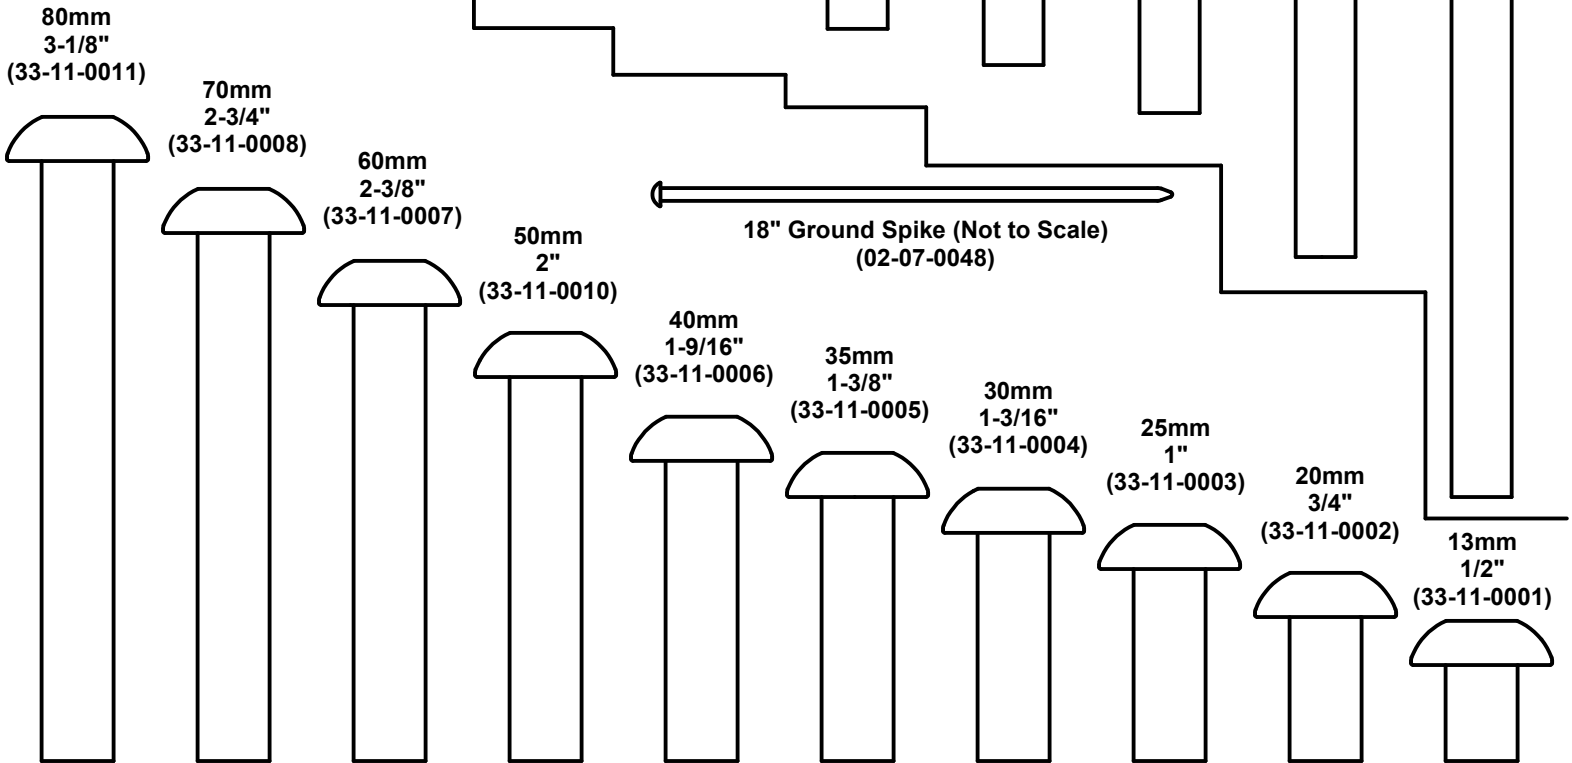 80mm
3-1/8"
(33-11-0011)
70mm
2-3/4"
(33-11-0008)
60mm
2-3/8"
(33-11-0007)
50mm
2"
(33-11-0010)
18" Ground Spike (Not to Scale)
(02-07-0048)
40mm
1-9/16"
(33-11-0006)
35mm
1-3/8"
(33-11-0005)
30mm
1-3/16"
(33-11-0004)
25mm
1"
(33-11-0003)
20mm
3/4"
(33-11-0002)
13mm
1/2"
(33-11-0001)